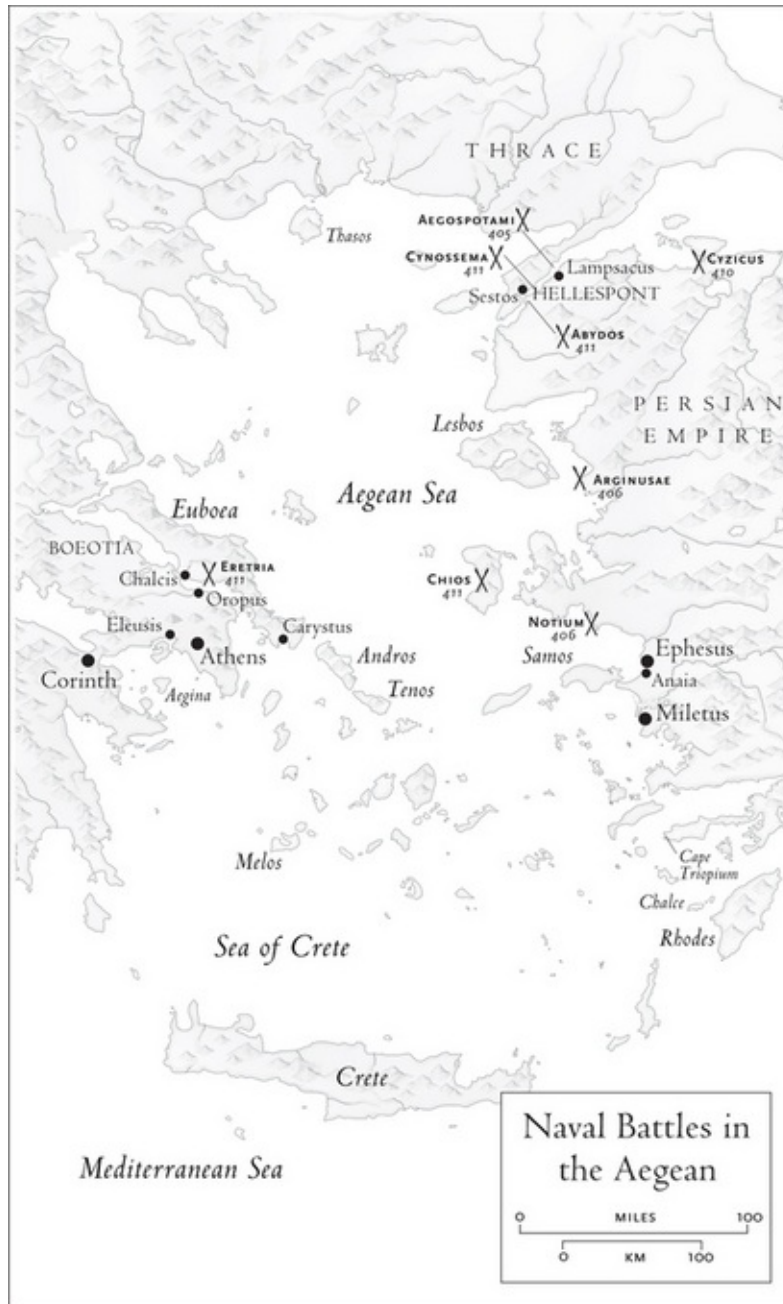 THRACE
Thasos
AEGOSPOTAMI
405
CYNOSSEMA
411
CYZICUS
410
Lampsacus
Sestos
HELLESPONT
ABYDOS
411
PERSIAN
EMPIRE
Lesbos
Aegean Sea
ARGINUSAE
406
Euboea
BOEOTIA
Chalcis
ERETRIA
411
Oropus
CHIOS
411
Eleusis
Carystus
NOTIUM
406
Athens
Andros
Samos
Ephesus
Corinth
Aegina
Tenos
Anaia
Miletus
Melos
Cape
Triopium
Chalce
Rhodes
Sea of Crete
Crete
Mediterranean Sea
Naval Battles in
the Aegean
0 MILES 100
0 KM 100